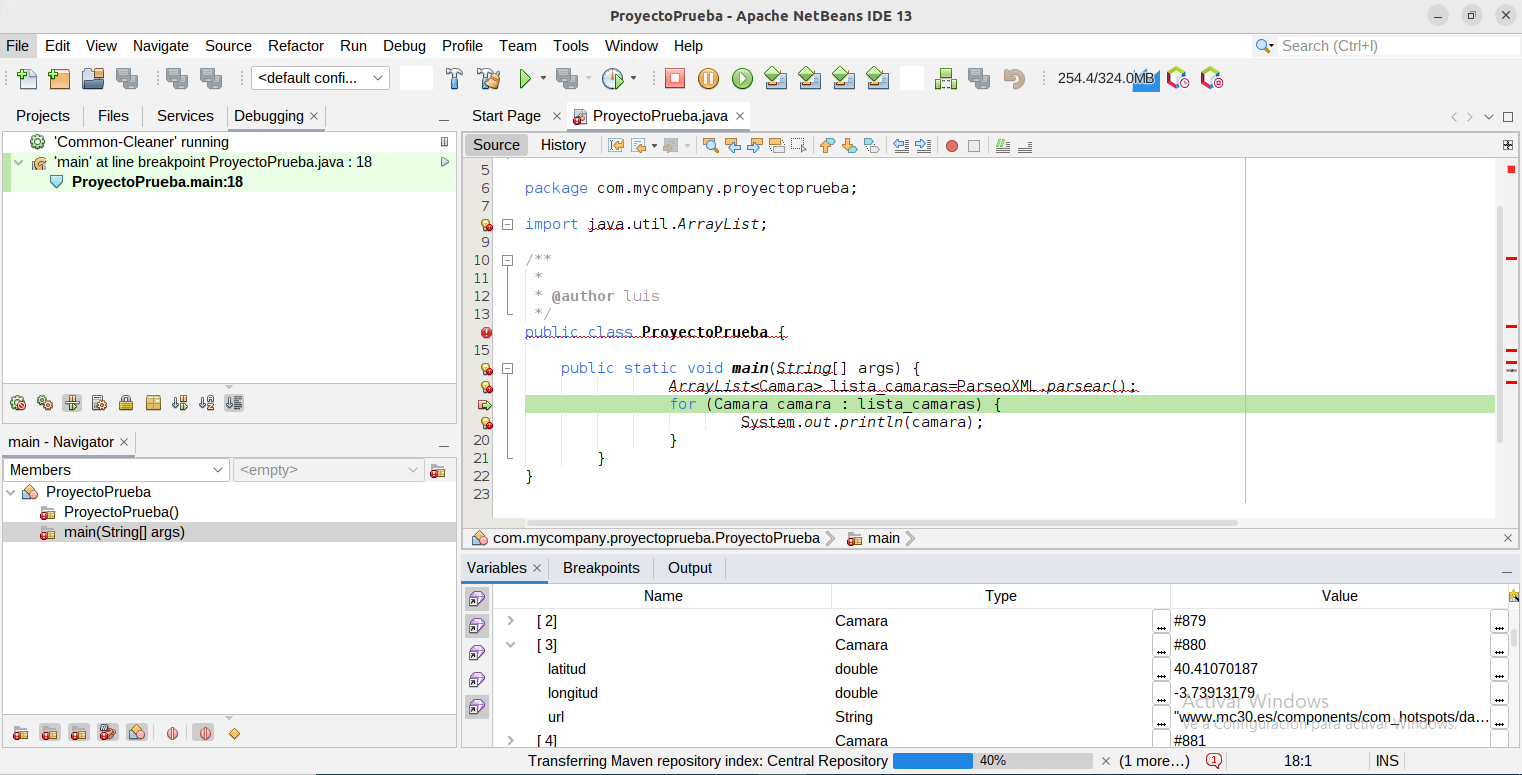 ProyectoPrueba - Apache NetBeans IDE 13
File Edit View Navigate Source Refactor Run Debug Profile Team Tools Window Help
Search (Ctrl+I)
<default confi...
254.4/324.0MB
Projects Files Services Debugging
'Common-Cleaner' running
'main' at line breakpoint ProyectoPrueba.java : 18
ProyectoPrueba.main:18
main - Navigator
Members <empty>
ProyectoPrueba
ProyectoPrueba()
main(String[] args)
Start Page ProyectoPrueba.java
Source History
5
6 package com.mycompany.proyectoprueba;
7
import java.util.ArrayList;
9
10 /**
11 *
12 * @author luis
13 */
public class ProyectoPrueba {
15
public static void main(String[] args) {
ArrayList<Camara> lista_camaras=ParseoXML.parsear();
for (Camara camara : lista_camaras) {
System.out.println(camara);
20 }
21 }
22 }
23
com.mycompany.proyectoprueba.ProyectoPrueba main
Variables Breakpoints Output
Name Type Value
[ 2] Camara ... #879 ...
[ 3] Camara ... #880 ...
latitud double ... 40.41070187 ...
longitud double ... -3.73913179 ...
Activar Windows
url String ... "www.mc30.es/components/com_hotspots/da... ...
Ve a Configuración para activar Windows.
[ 4] Camara ... #881 ...
Transferring Maven repository index: Central Repository 40% (1 more...) 1 18:1 INS